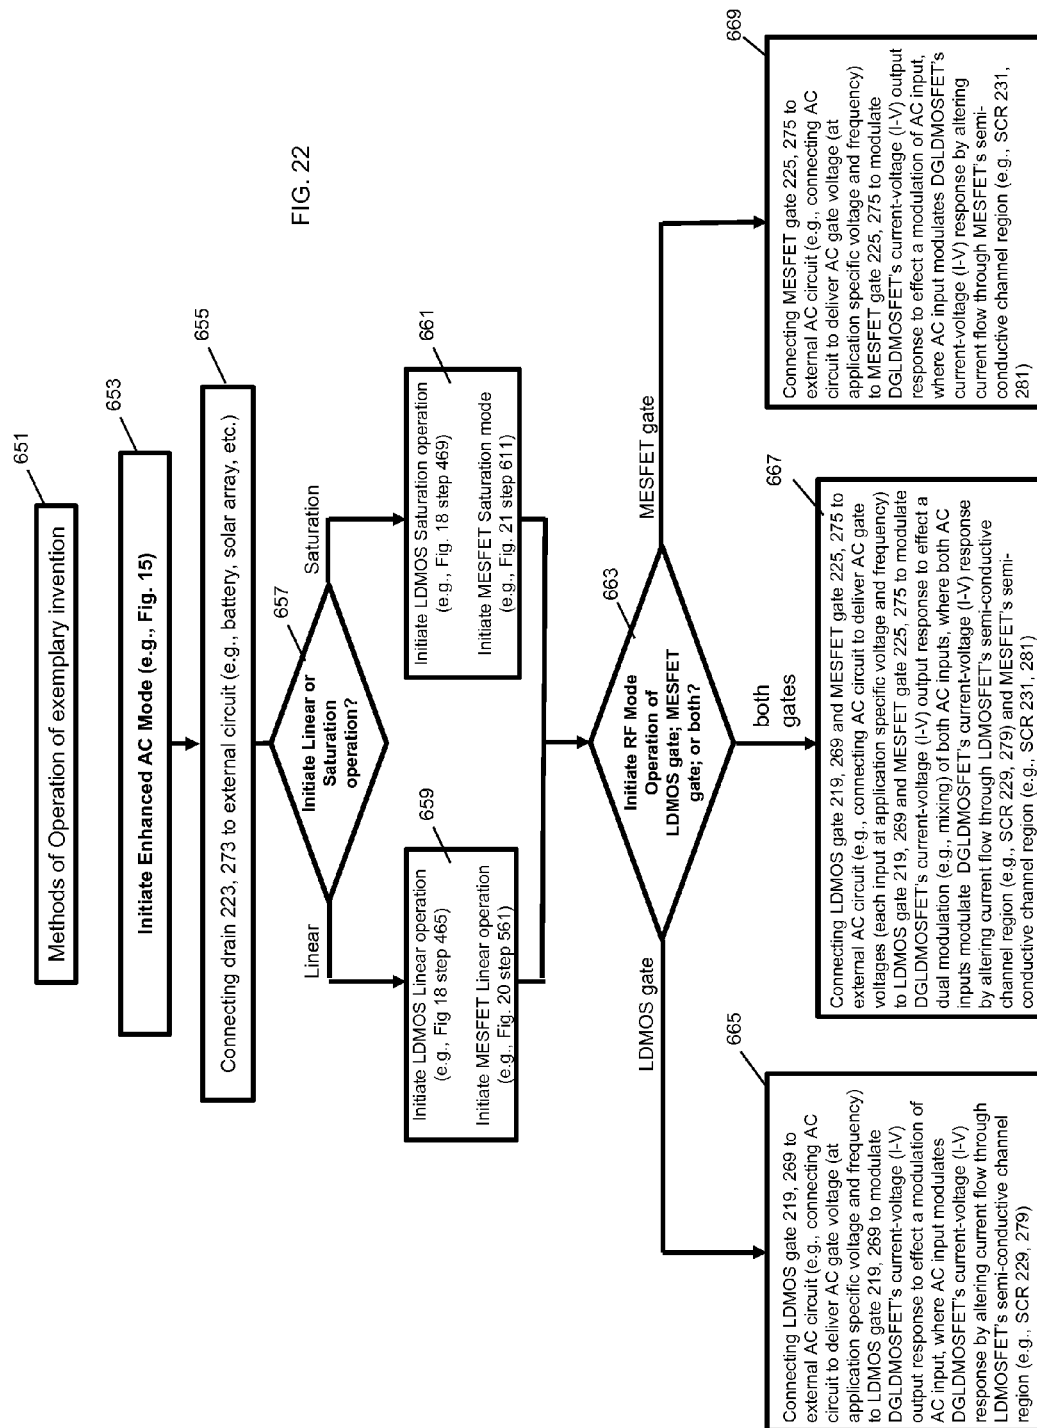 FIG. 22
651
Methods of Operation of exemplary invention
653
Initiate Enhanced AC Mode (e.g., Fig. 15)
655
Connecting drain 223, 273 to external circuit (e.g., battery, solar array, etc.)
657
Initiate Linear or
Saturation
operation?
Linear
Saturation
659
Initiate LDMOS Linear operation
(e.g., Fig 18 step 465)
Initiate MESFET Linear operation
(e.g., Fig. 20 step 561)
661
Initiate LDMOS Saturation operation
(e.g., Fig. 18 step 469)
Initiate MESFET Saturation mode
(e.g., Fig. 21 step 611)
663
Initiate RF Mode
Operation of
LDMOS gate; MESFET
gate; or both?
LDMOS gate
both
gates
MESFET gate
665
Connecting LDMOS gate 219, 269 to
external AC circuit (e.g., connecting AC
circuit to deliver AC gate voltage (at
application specific voltage and frequency)
to LDMOS gate 219, 269 to modulate
DGLDMOSFET's current-voltage (I-V)
output response to effect a modulation of
AC input, where AC input modulates
DGLDMOSFET's current-voltage (I-V)
response by altering current flow through
LDMOSFET's semi-conductive channel
region (e.g., SCR 229, 279)
667
Connecting LDMOS gate 219, 269 and MESFET gate 225, 275 to
external AC circuit (e.g., connecting AC circuit to deliver AC gate
voltages (each input at application specific voltage and frequency)
to LDMOS gate 219, 269 and MESFET gate 225, 275 to modulate
DGLDMOSFET's current-voltage (I-V) output response to effect a
dual modulation (e.g., mixing) of both AC inputs, where both AC
inputs modulate DGLDMOSFET's current-voltage (I-V) response
by altering current flow through LDMOSFET's semi-conductive
channel region (e.g., SCR 229, 279) and MESFET's semi-
conductive channel region (e.g., SCR 231, 281)
669
Connecting MESFET gate 225, 275 to
external AC circuit (e.g., connecting AC
circuit to deliver AC gate voltage (at
application specific voltage and frequency)
to MESFET gate 225, 275 to modulate
DGLDMOSFET's current-voltage (I-V) output
response to effect a modulation of AC input,
where AC input modulates DGLDMOSFET's
current-voltage (I-V) response by altering
current flow through MESFET's semi-
conductive channel region (e.g., SCR 231,
281)